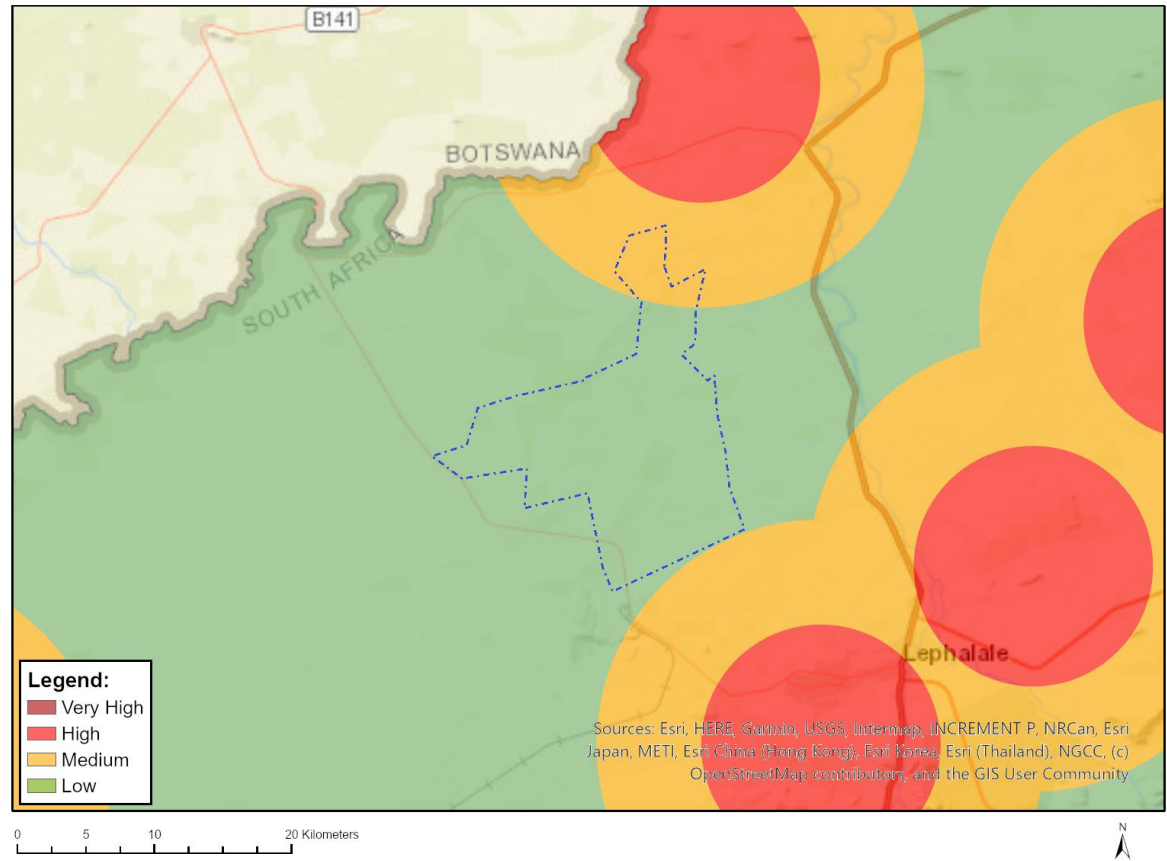 B141
BOTSWANA
SOUTH AFRICA
Lephalale
Legend:
Very High
High
Medium
Low
Sources: Esri, HERE, Garmin, USGS, Intermap, INCREMENT P, NRCan, Esri
Japan, METI, Esri China (Hong Kong), Esri Korea, Esri (Thailand), NGCC, (c)
OpenStreetMap contributors, and the GIS User Community
0 5 10 20 Kilometers
N